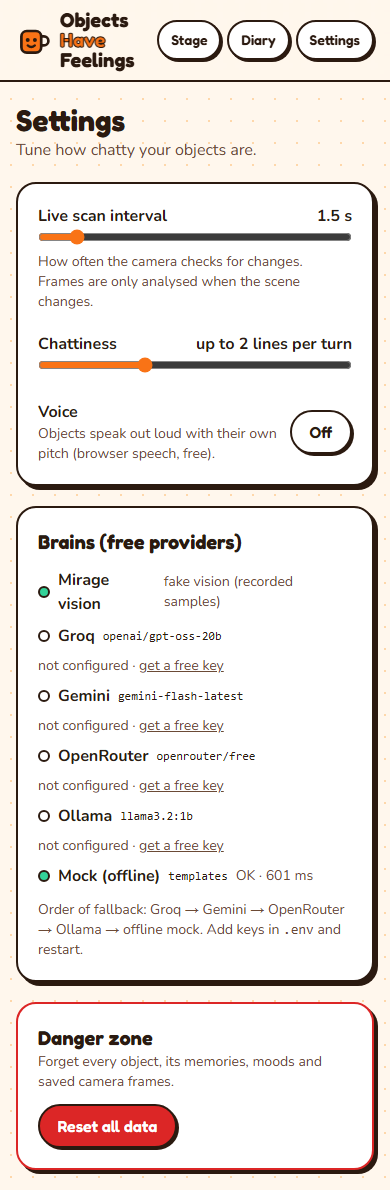 Objects
Have
Feelings
Stage
Diary
Settings
Settings
Tune how chatty your objects are.
Live scan interval 1.5 s
How often the camera checks for changes.
Frames are only analysed when the scene
changes.
Chattiness up to 2 lines per turn
Voice
Objects speak out loud with their own
pitch (browser speech, free).
Off
Brains (free providers)
Mirage
vision
fake vision (recorded
samples)
Groq openai/gpt-oss-20b
not configured · get a free key
Gemini gemini-flash-latest
not configured · get a free key
OpenRouter openrouter/free
not configured · get a free key
Ollama llama3.2:1b
not configured · get a free key
Mock (offline) templates OK · 601 ms
Order of fallback: Groq → Gemini → OpenRouter
→ Ollama → offline mock. Add keys in .env and
restart.
Danger zone
Forget every object, its memories, moods and
saved camera frames.
Reset all data